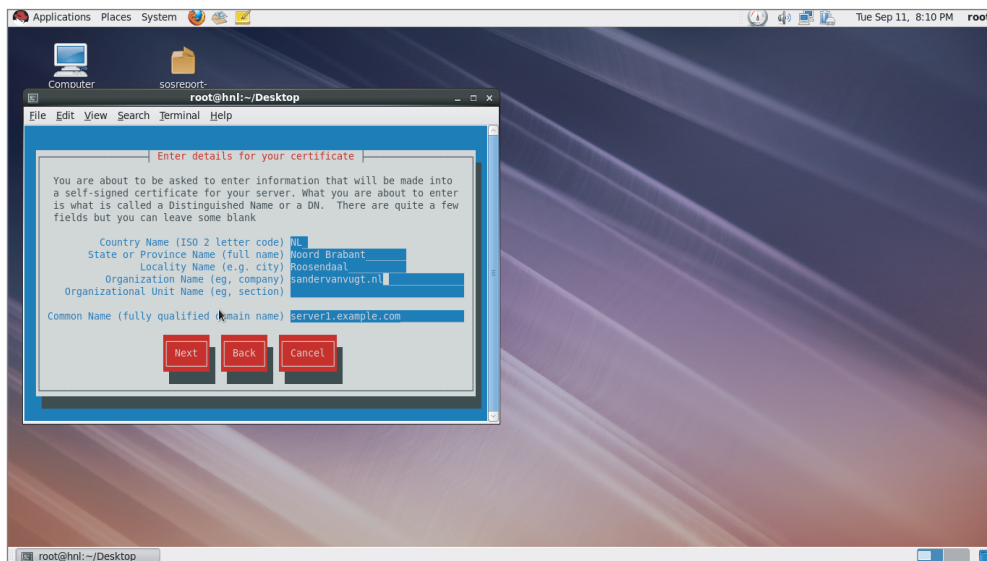 Applications Places System Tue Sep 11, 8:10 PM root
Computer
sosreport-
root@hnl:~/Desktop
File Edit View Search Terminal Help
Enter details for your certificate
You are about to be asked to enter information that will be made into
a self-signed certificate for your server. What you are about to enter
is what is called a Distinguished Name or a DN. There are quite a few
fields but you can leave some blank
Country Name (ISO 2 letter code) NL
State or Province Name (full name) Noord Brabant
Locality Name (e.g. city) Roosendaal
Organization Name (eg, company) sandervanvugt.nl
Organizational Unit Name (eg, section)
Common Name (fully qualified domain name) server1.example.com
Next Back Cancel
root@hnl:~/Desktop